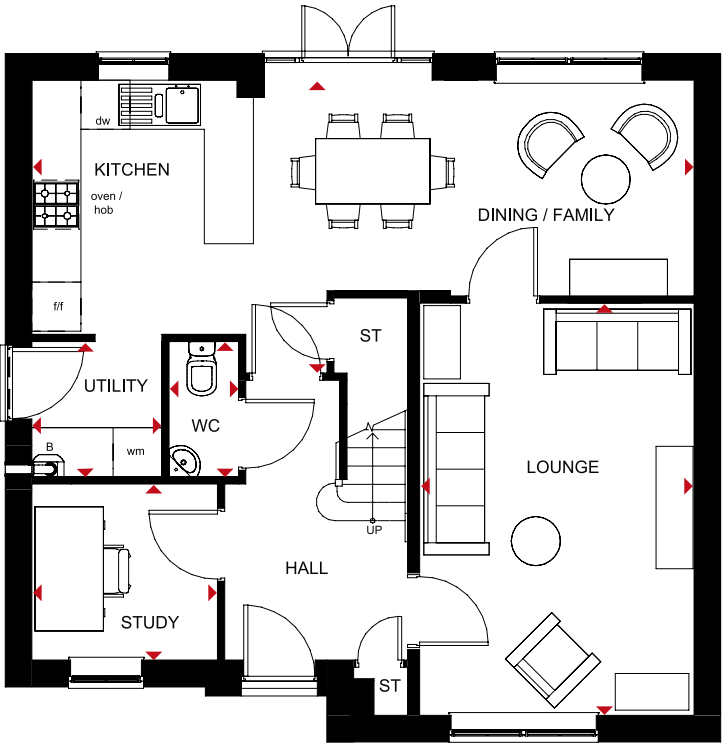 dw
KITCHEN
oven /
hob
DINING / FAMILY
f/f
ST
UTILITY
WC
B
wm
LOUNGE
N
UP
HALL
STUDY
ST